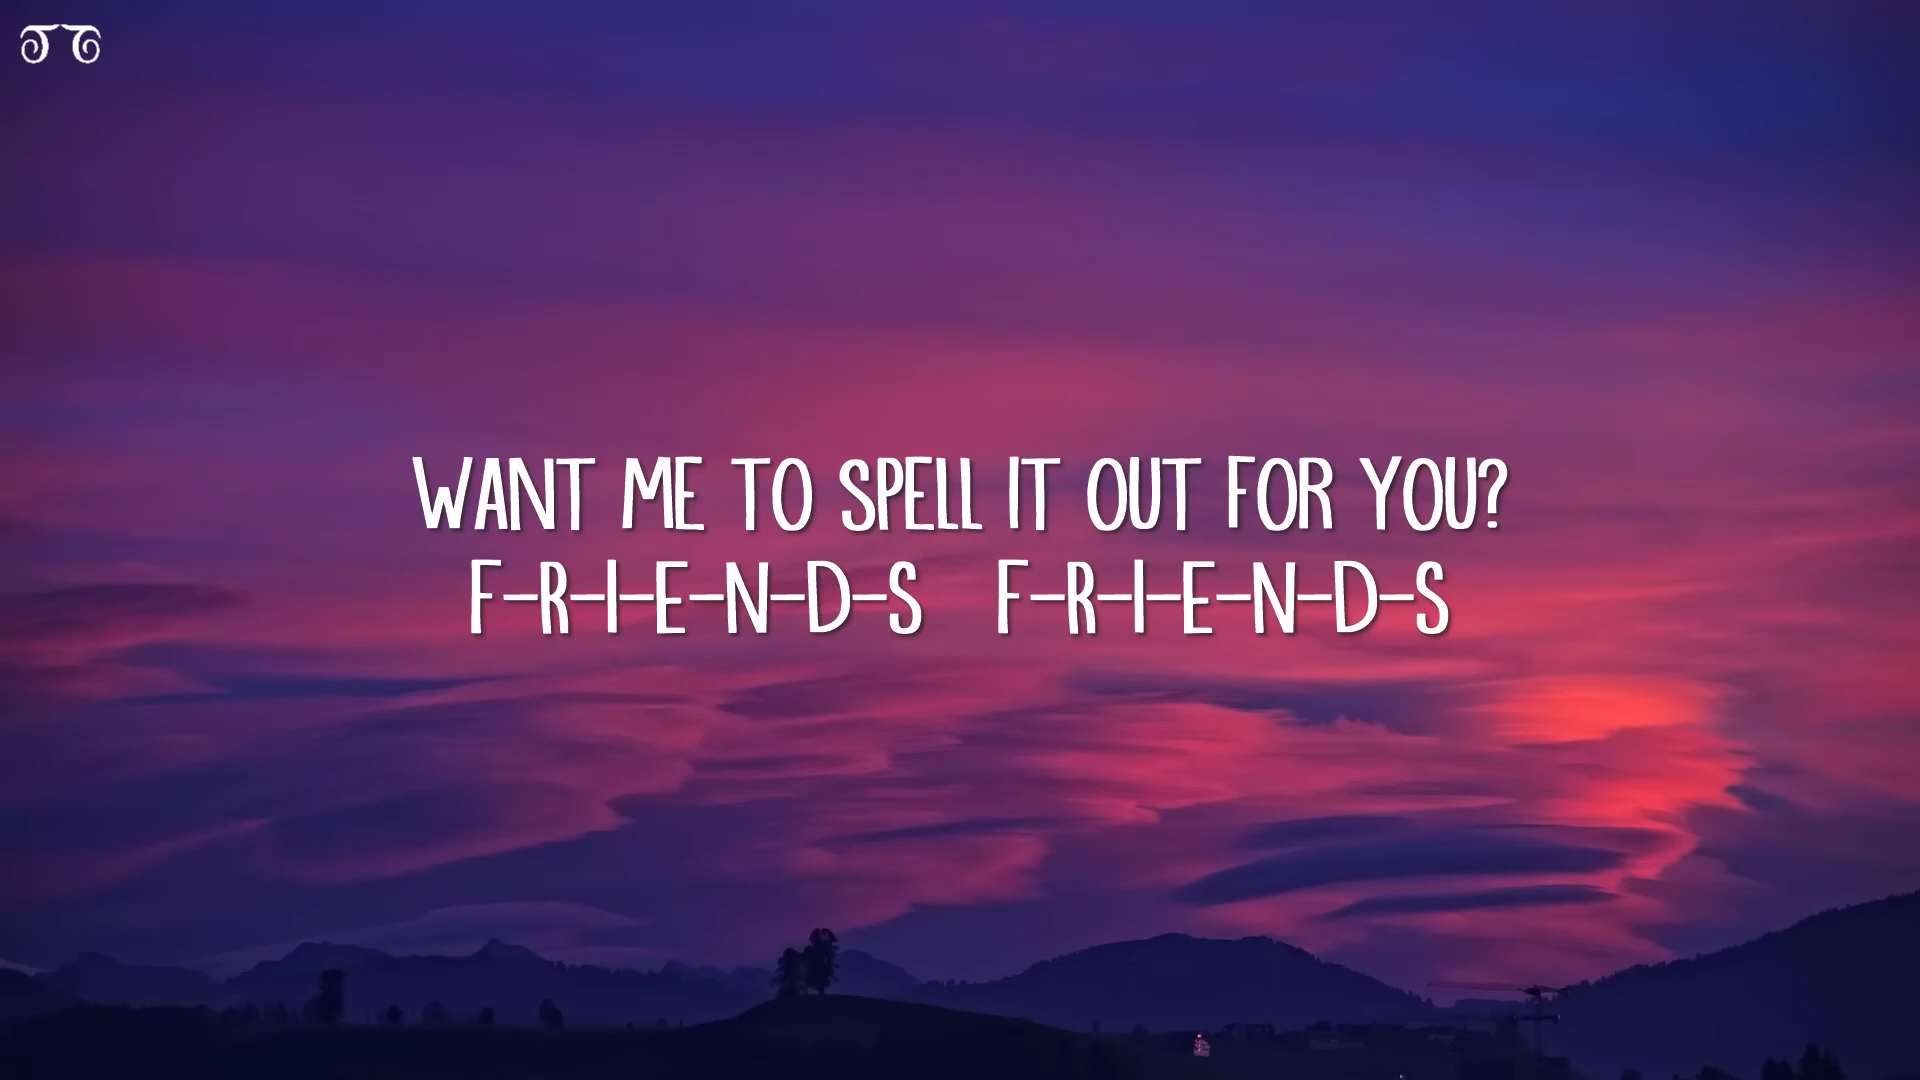 WANT ME TO SPELL IT OUT FOR YOU?
F-R-I-E-N-D-S F-R-I-E-N-D-S